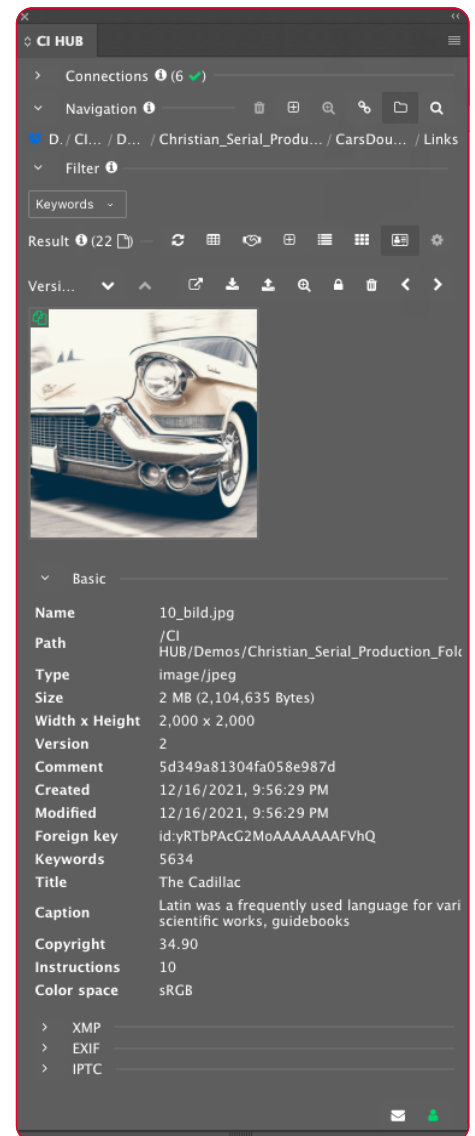 CI HUB
Connections (6 ✓)
Navigation
D. / CI... / D... / Christian_Serial_Produ... / CarsDou... / Links
Filter
Keywords
Result (22)
Versi...
Basic
Name 10_bild.jpg
Path /CI
HUB/Demos/Christian_Serial_Production_Folc
Type image/jpeg
Size 2 MB (2,104,635 Bytes)
Width x Height 2,000 x 2,000
Version 2
Comment 5d349a81304fa058e987d
Created 12/16/2021, 9:56:29 PM
Modified 12/16/2021, 9:56:29 PM
Foreign key id:yRTbPAcG2MoAAAAAAAFVhQ
Keywords 5634
Title The Cadillac
Caption Latin was a frequently used language for vari
scientific works, guidebooks
Copyright 34.90
Instructions 10
Color space sRGB
XMP
EXIF
IPTC